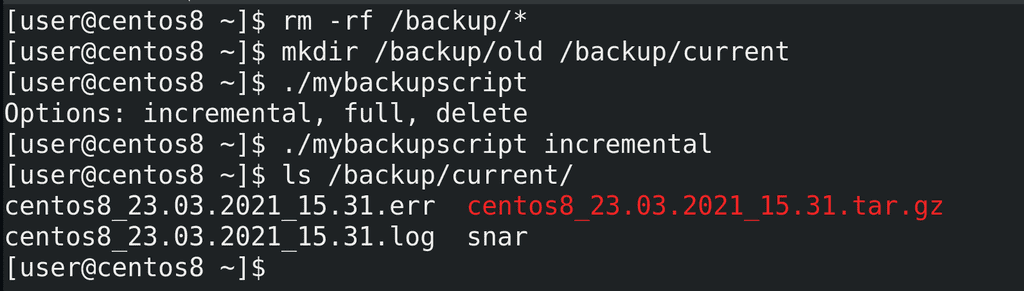 [user@centos8 ~]$ rm -rf /backup/*
[user@centos8 ~]$ mkdir /backup/old /backup/current
[user@centos8 ~]$ ./mybackupscript
Options: incremental, full, delete
[user@centos8 ~]$ ./mybackupscript incremental
[user@centos8 ~]$ ls /backup/current/
centos8_23.03.2021_15.31.err  centos8_23.03.2021_15.31.tar.gz
centos8_23.03.2021_15.31.log  snar
[user@centos8 ~]$